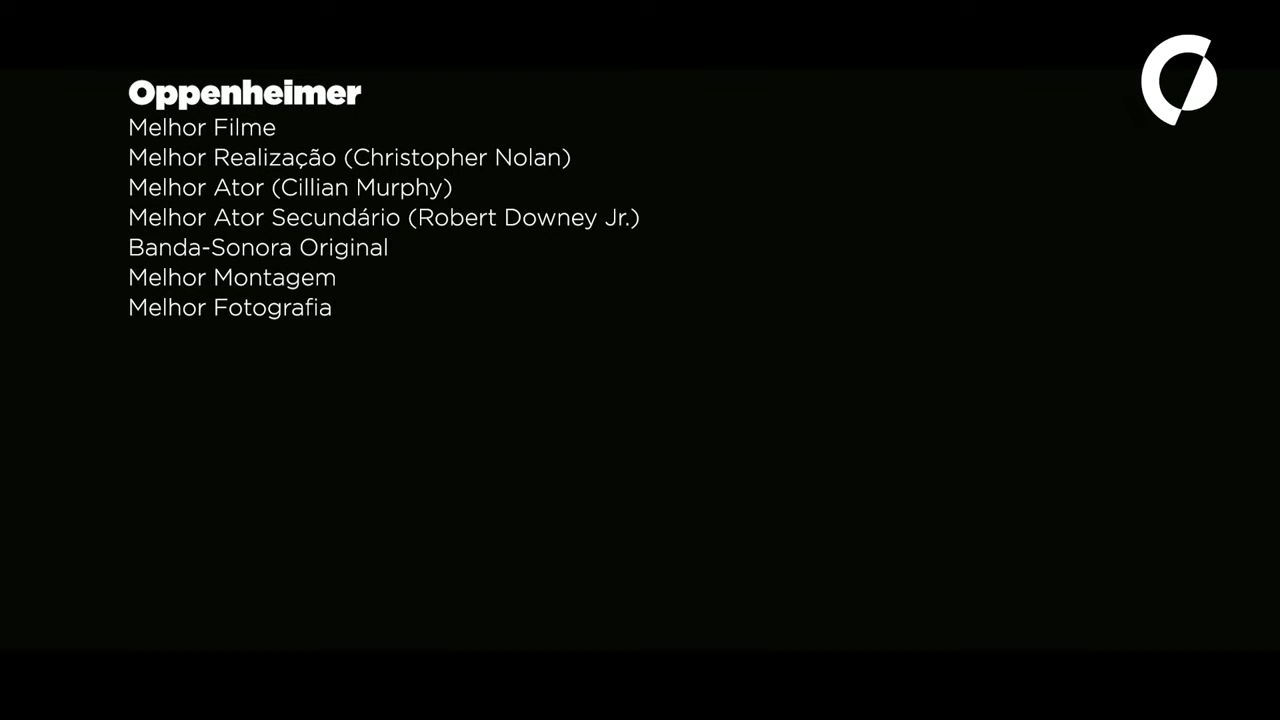 Oppenheimer
Melhor Filme
Melhor Realização (Christopher Nolan)
Melhor Ator (Cillian Murphy)
Melhor Ator Secundário (Robert Downey Jr.)
Banda-Sonora Original
Melhor Montagem
Melhor Fotografia